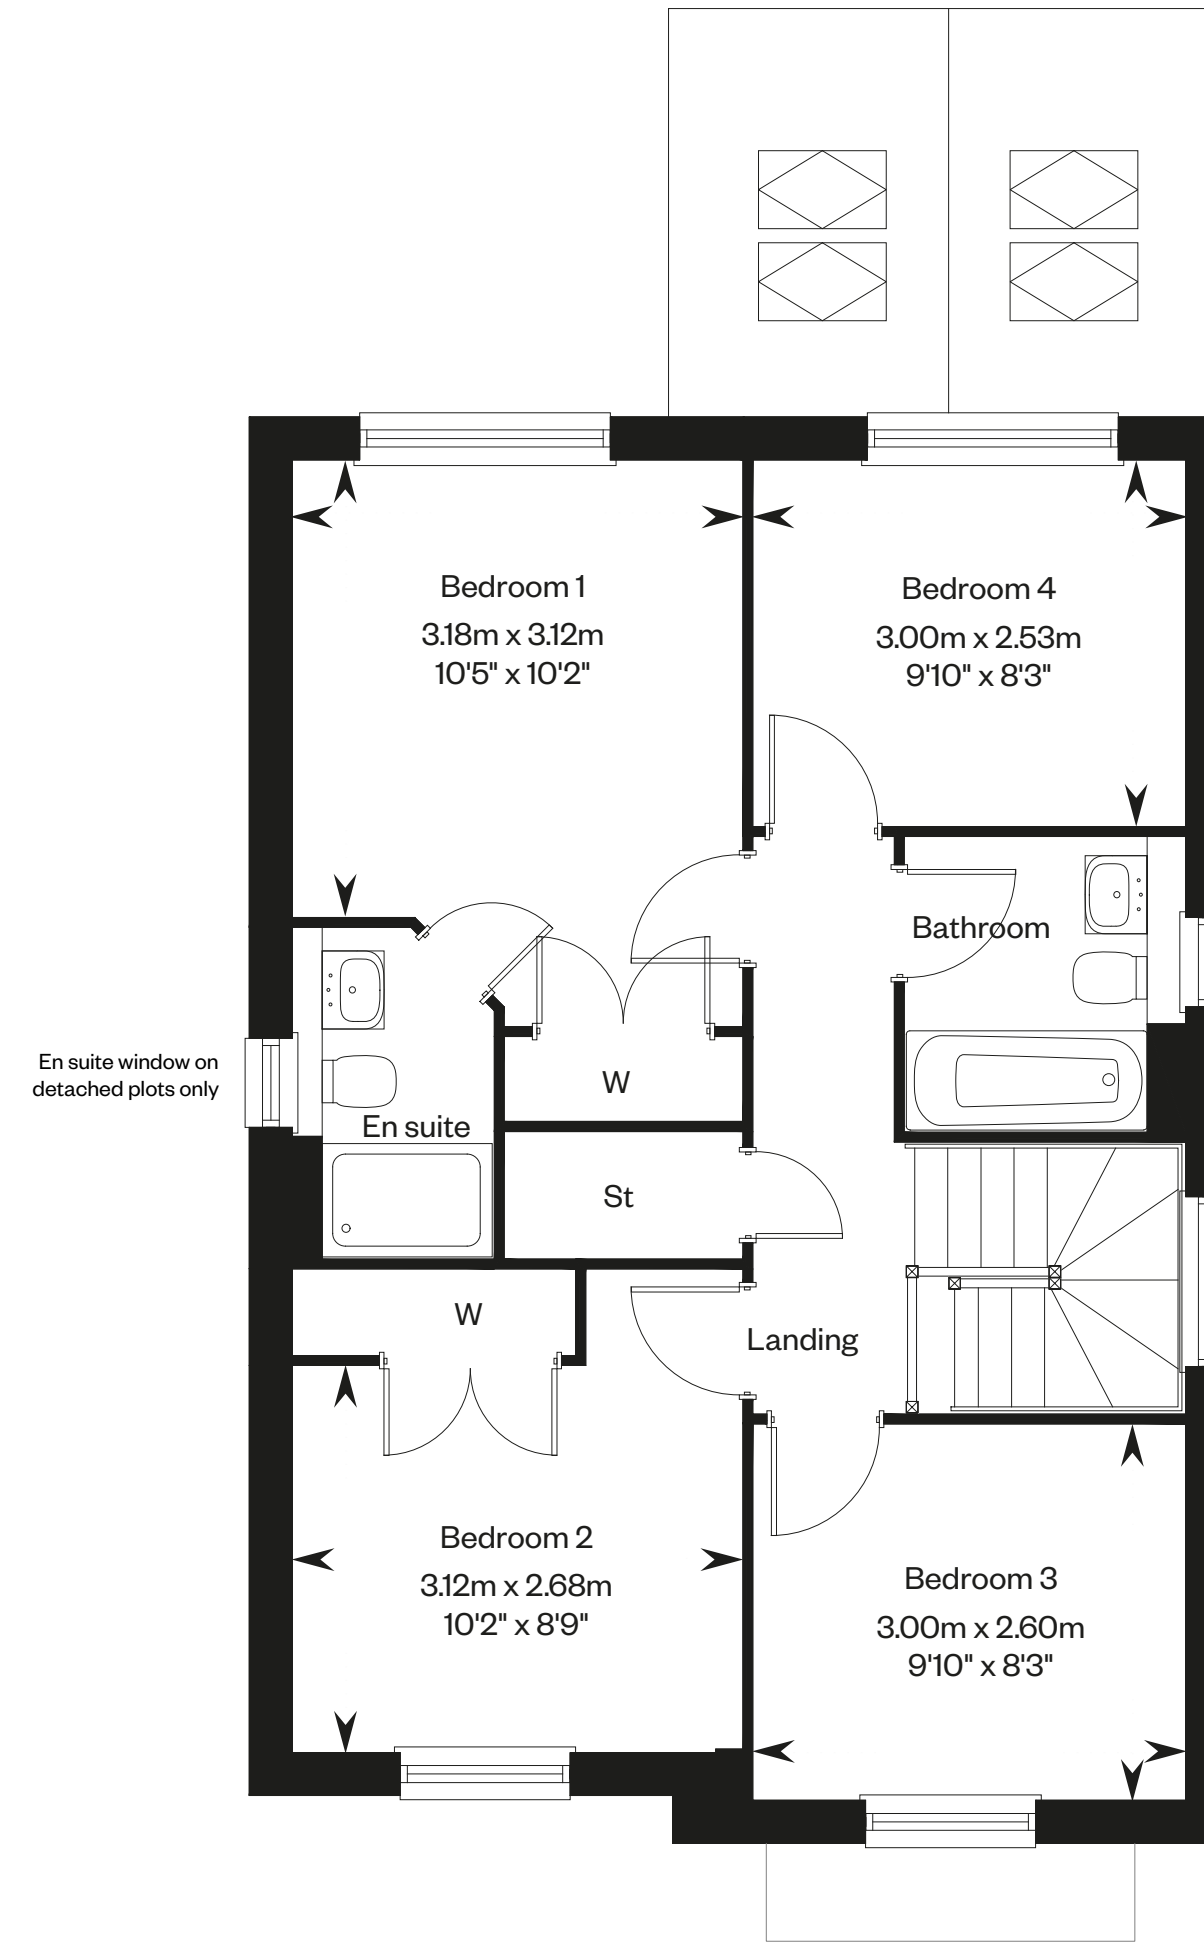 Bedroom 1
3.18m x 3.12m
10'5" x 10'2"
Bedroom 4
3.00m x 2.53m
9'10" x 8'3"
Bathroom
En suite window on
detached plots only
W
En suite
St
W
Landing
Bedroom 2
3.12m x 2.68m
10'2" x 8'9"
Bedroom 3
3.00m x 2.60m
9'10" x 8'3"